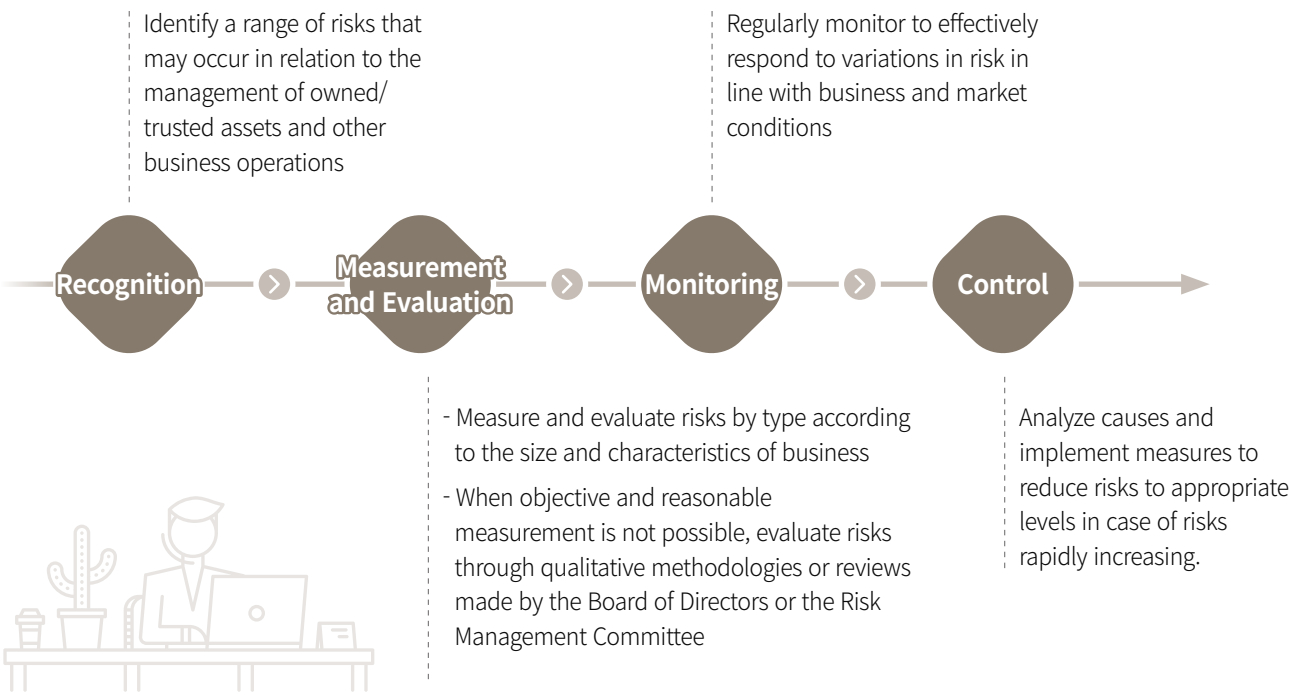 Identify a range of risks that
may occur in relation to the
management of owned/
trusted assets and other
business operations
Regularly monitor to effectively
respond to variations in risk in
line with business and market
conditions
Recognition
Measurement
and Evaluation
Monitoring
Control
- Measure and evaluate risks by type according
to the size and characteristics of business
- When objective and reasonable
measurement is not possible, evaluate risks
through qualitative methodologies or reviews
made by the Board of Directors or the Risk
Management Committee
Analyze causes and
implement measures to
reduce risks to appropriate
levels in case of risks
rapidly increasing.